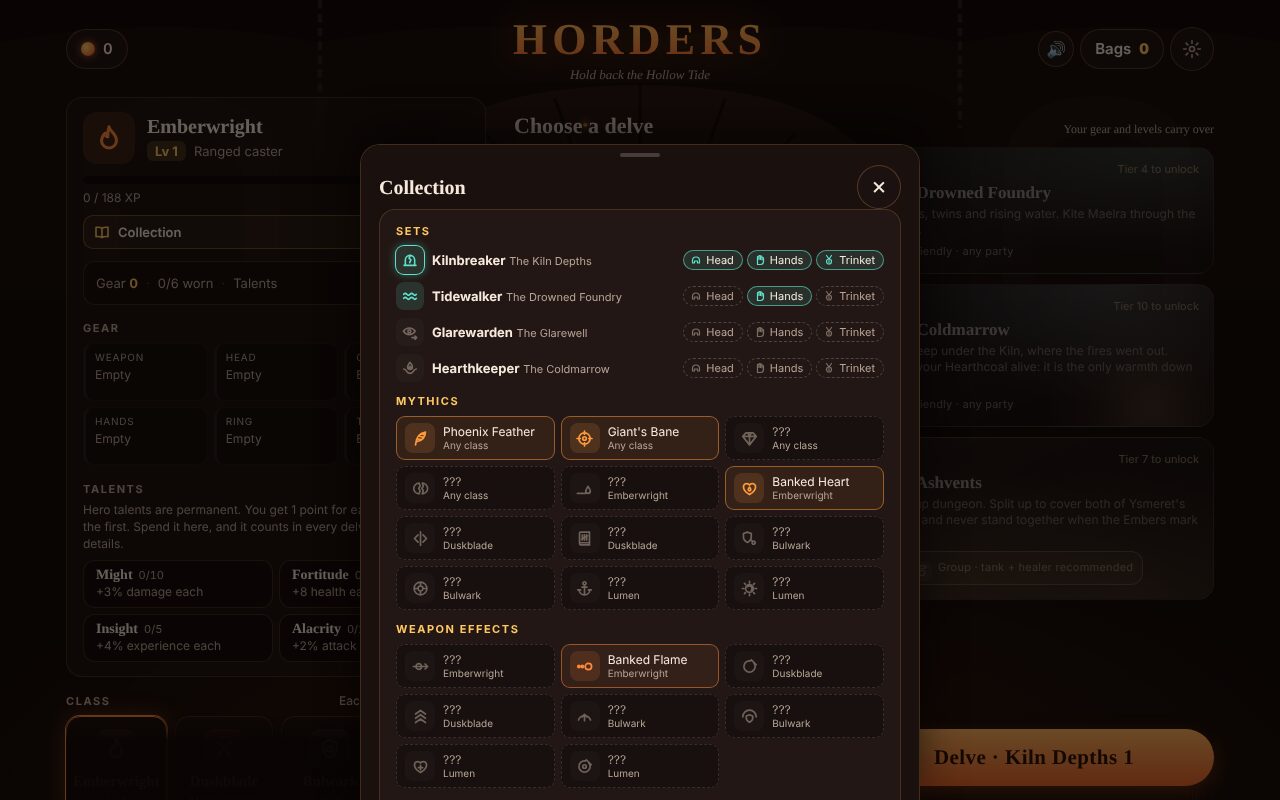 0
HORDERS
Hold back the Hollow Tide
Bags 0
Emberwright
Lv 1 Ranged caster
0 / 188 XP
Collection
Gear 0 · 0/6 worn · Talents
GEAR
WEAPON
Empty
HEAD
Empty
HANDS
Empty
RING
Empty
TALENTS
Hero talents are permanent. You get 1 point for
the first. Spend it here, and it counts in every
details.
Might 0/10
+3% damage each
Fortitude
+8 health
Insight 0/5
+4% experience each
Alacrity
+2% attack
CLASS
Emberwright
Duskblade
Choose a delve
Your gear and levels carry over
Collection
SETS
Kilnbreaker The Kiln Depths
Head Hands Trinket
Tidewalker The Drowned Foundry
Head Hands Trinket
Glarewarden The Glarewell
Head Hands Trinket
Hearthkeeper The Coldmarrow
Head Hands Trinket
MYTHICS
Phoenix Feather
Any class
Giant's Bane
Any class
???
Any class
???
Any class
???
Emberwright
Banked Heart
Emberwright
???
Duskblade
???
Duskblade
???
Bulwark
???
Bulwark
???
Lumen
???
Lumen
WEAPON EFFECTS
???
Emberwright
Banked Flame
Emberwright
???
Duskblade
???
Duskblade
???
Bulwark
???
Bulwark
???
Lumen
???
Lumen
Tier 4 to unlock
Drowned Foundry
, twins and rising water. Kite Maelra through the
· any party
Tier 10 to unlock
Coldmarrow
under the Kiln, where the fires went out.
your Hearthcoal alive: it is the only warmth down
· any party
Tier 7 to unlock
Ashvents
dungeon. Split up to cover both of Ysmeret's
and never stand together when the Embers mark
Group · tank + healer recommended
Delve · Kiln Depths 1